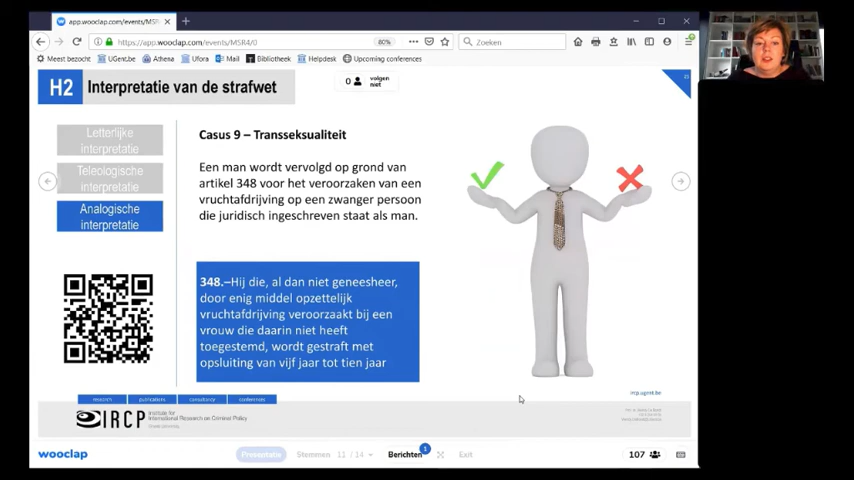 app.wooclap.com/events/MSR
https://app.wooclap.com/events/MSR4/0
80%
Zoeken
Meest bezocht
UGent.be
Athena
Ufora
Mail
Bibliotheek
Helpdesk
Upcoming conferences
H2
Interpretatie van de strafwet
0
volgen
niet
Letterlijke
interpretatie
Teleologische
interpretatie
Analogische
interpretatie
Casus 9 – Transseksualiteit
Een man wordt vervolgd op grond van
artikel 348 voor het veroorzaken van een
vruchtafdrijving op een zwanger persoon
die juridisch ingeschreven staat als man.
348.–Hij die, al dan niet geneesheer,
door enig middel opzettelijk
vruchtafdrijving veroorzaakt bij een
vrouw die daarin niet heeft
toegestemd, wordt gestraft met
opsluiting van vijf jaar tot tien jaar
research
publications
consultancy
conferences
ircp.ugent.be
IRCP
Institute for
International Research on Criminal Policy
Ghent University
wooclap
Presentatie
Stemmen
11 / 14
Berichten
1
Exit
107